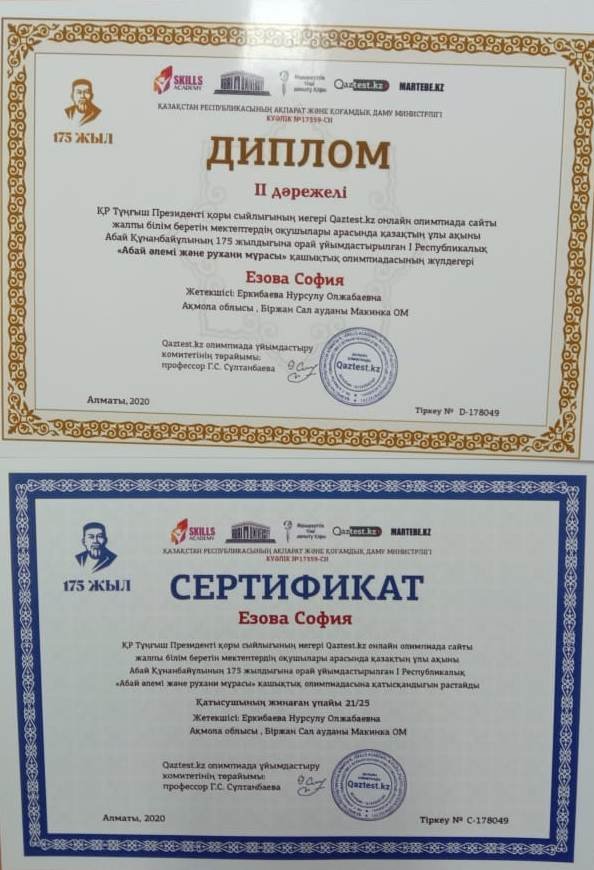 SKILLS
ACADEMY
Qaztest.kz
MARTEBE.KZ
ҚАЗАҚСТАН РЕСПУБЛИКАСЫНЫҢ АҚПАРАТ ЖӘНЕ ҚОҒАМДЫҚ ДАМУ МИНИСТРЛІГІ
КУӘЛІК №17359-СН
175 ЖЫЛ
ДИПЛОМ
II дәрежелі
ҚР Тұңғыш Президенті қоры сыйлығының иегері Qaztest.kz онлайн олимпиада сайты
жалпы білім беретін мектептердің оқушылары арасында қазақтың ұлы ақыны
Абай Құнанбайұлының 175 жылдығына орай ұйымдастырылған I Республикалық
«Абай әлемі және рухани мұрасы» қашықтық олимпиадасының жүлдегері
Езова София
Жетекшісі: Еркибаева Нурсулу Олжабаевна
Ақмола облысы , Біржан Сал ауданы Макинка ОМ
Qaztest.kz олимпиада ұйымдастыру
комитетінің төрайымы:
профессор Г.С. Султанбаева
Qaztest.kz
Алматы, 2020
Тіркеу № D-178049
SKILLS
ACADEMY
Qaztest.kz
MARTEBE.KZ
ҚАЗАҚСТАН РЕСПУБЛИКАСЫНЫҢ АҚПАРАТ ЖӘНЕ ҚОҒАМДЫҚ ДАМУ МИНИСТРЛІГІ
КУӘЛІК №17359-СН
175 ЖЫЛ
СЕРТИФИКАТ
Езова София
ҚР Тұңғыш Президенті қоры сыйлығының иегері Qaztest.kz онлайн олимпиада сайты
жалпы білім беретін мектептердің оқушылары арасында қазақтың ұлы ақыны
Абай Құнанбайұлының 175 жылдығына орай ұйымдастырылған I Республикалық
«Абай әлемі және рухани мұрасы» қашықтық олимпиадасына қатысқандығын растайды
Қатысушының жинаған ұпайы 21/25
Жетекшісі: Еркибаева Нурсулу Олжабаевна
Ақмола облысы , Біржан Сал ауданы Макинка ОМ
Qaztest.kz олимпиада ұйымдастыру
комитетінің төрайымы:
профессор Г.С. Султанбаева
Qaztest.kz
Алматы, 2020
Тіркеу № C-178049